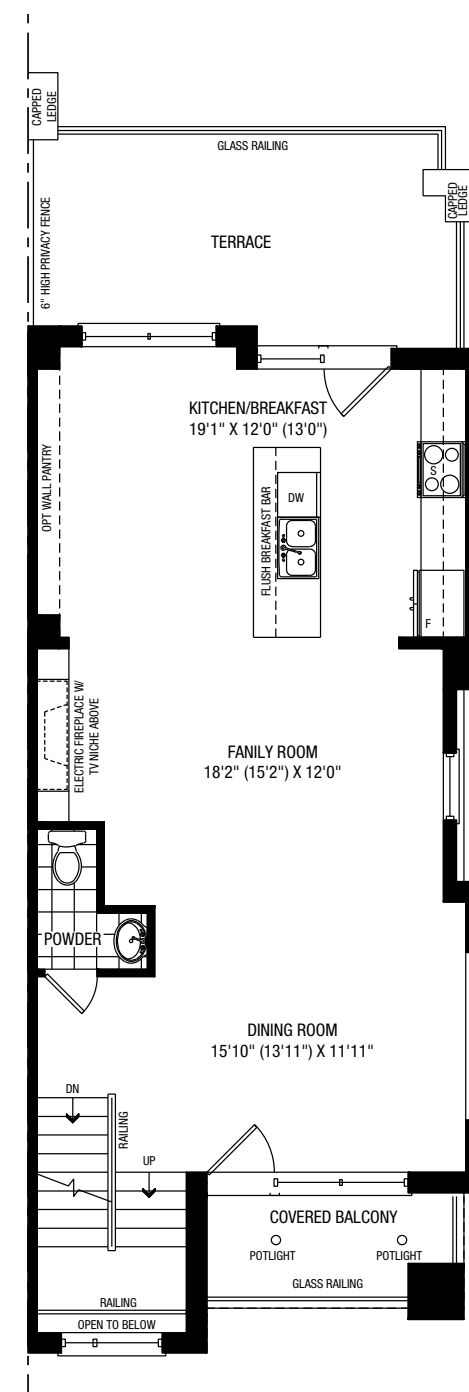 CAPPED
LEDGE
GLASS RAILING
CAPPED
LEDGE
6" HIGH PRIVACY FENCE
TERRACE
KITCHEN/BREAKFAST
19'1" X 12'0" (13'0")
OPT WALL PANTRY
FLUSH BREAKFAST BAR
DW
S
F
ELECTRIC FIREPLACE W/
TV NICHE ABOVE
FANILY ROOM
18'2" (15'2") X 12'0"
POWDER
DINING ROOM
15'10" (13'11") X 11'11"
DN
RAILING
UP
COVERED BALCONY
POTLIGHT
POTLIGHT
GLASS RAILING
RAILING
OPEN TO BELOW